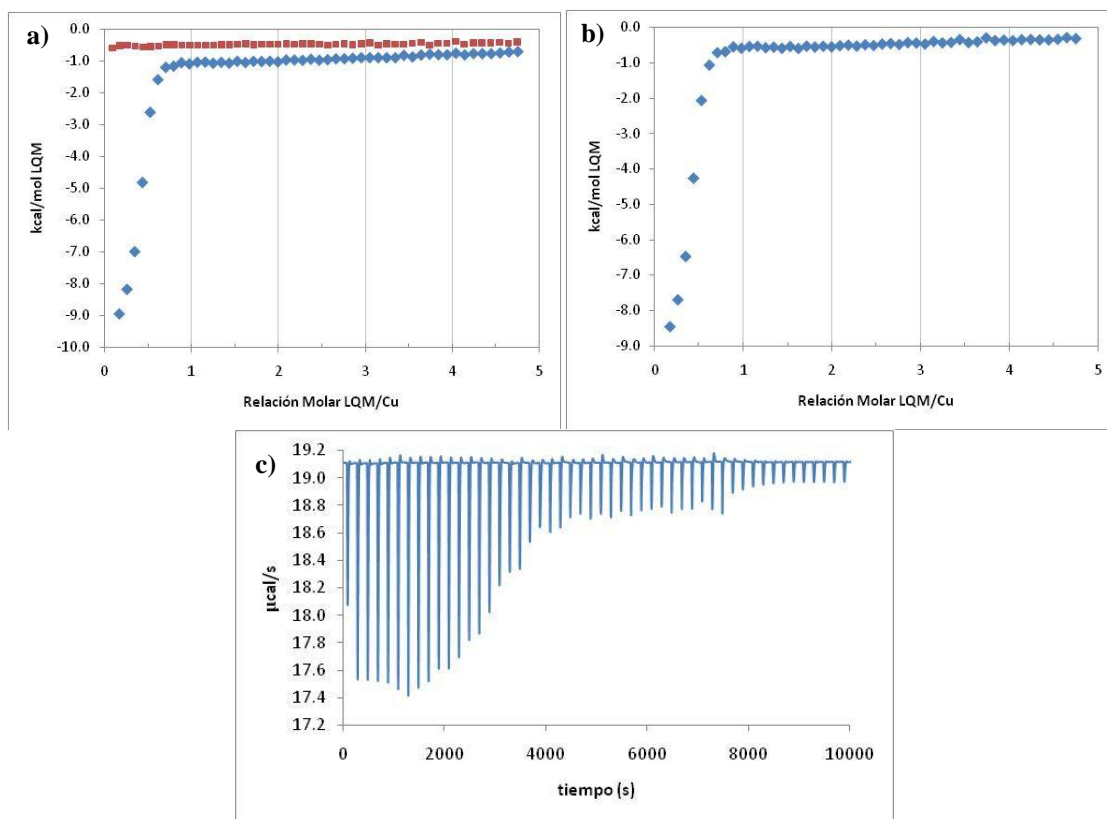 a)
0.0
-1.0
-2.0
-3.0
-4.0
-5.0
-6.0
-7.0
-8.0
-9.0
-10.0
kcal/mol LQM
0 1 2 3 4 5
Relación Molar LQM/Cu
b)
0.0
-1.0
-2.0
-3.0
-4.0
-5.0
-6.0
-7.0
-8.0
-9.0
kcal/mol LQM
0 1 2 3 4 5
Relación Molar LQM/Cu
c)
19.2
19.0
18.8
18.6
18.4
18.2
18.0
17.8
17.6
17.4
17.2
µcal/s
0 2000 4000 6000 8000 10000
tiempo (s)